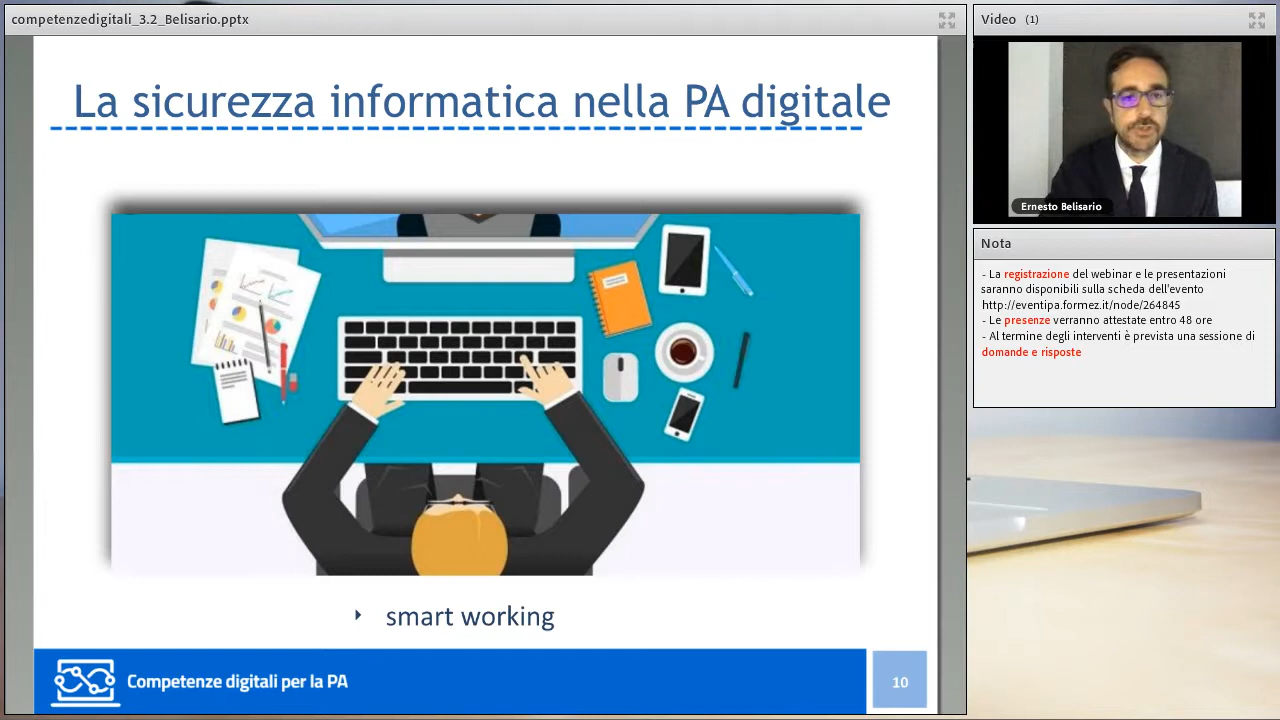 competenzedigitali_3.2_Belisario.pptx
La sicurezza informatica nella PA digitale
smart working
Competenze digitali per la PA
10
Video (1)
Ernesto Belisario
Nota
- La registrazione del webinar e le presentazioni
saranno disponibili sulla scheda dell'evento
http://eventipa.formez.it/node/264845
- Le presenze verranno attestate entro 48 ore
- Al termine degli interventi è prevista una sessione di
domande e risposte